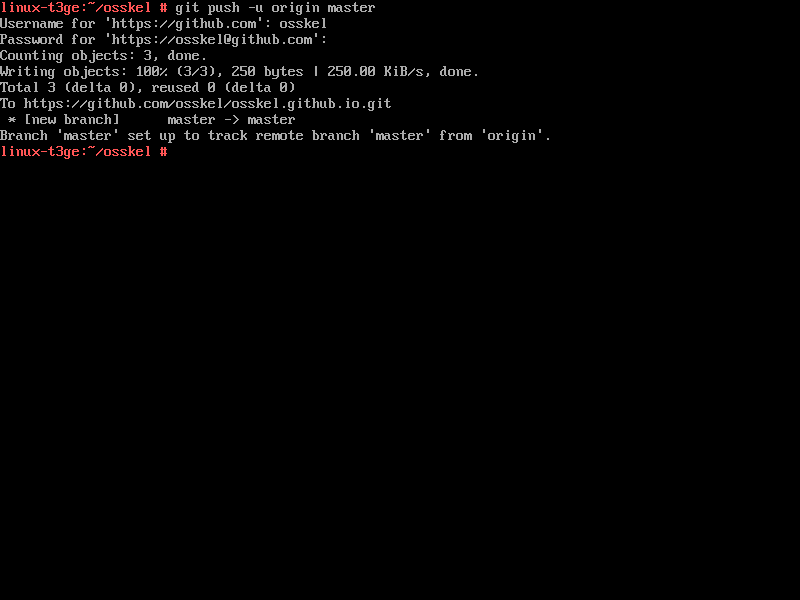 linux-t3ge:~/osskel # git push -u origin master
Username for 'https://github.com': osskel
Password for 'https://osskel@github.com':
Counting objects: 3, done.
Writing objects: 100% (3/3), 250 bytes | 250.00 KiB/s, done.
Total 3 (delta 0), reused 0 (delta 0)
To https://github.com/osskel/osskel.github.io.git
 * [new branch]      master -> master
Branch 'master' set up to track remote branch 'master' from 'origin'.
linux-t3ge:~/osskel #